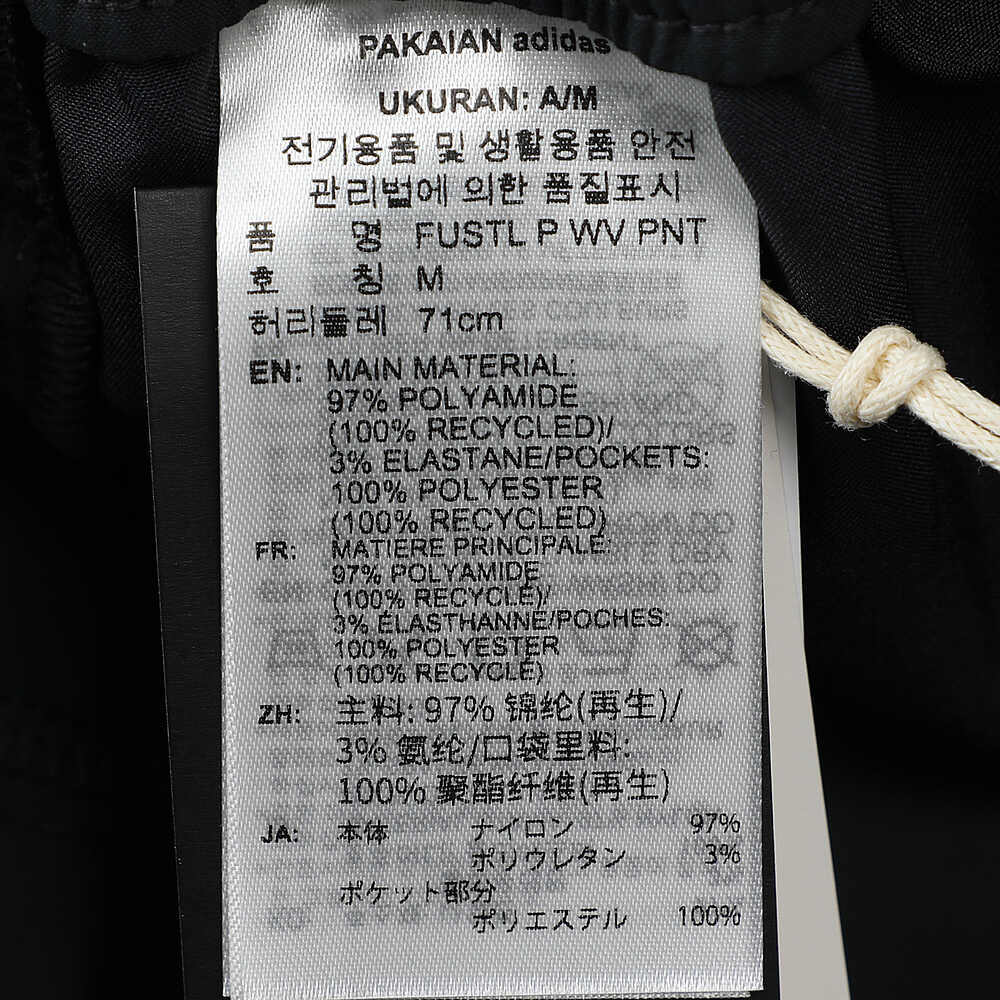 PAKAIAN adidas
UKURAN: A/M
전기용품 및 생활용품 안전
관리법에 의한 품질표시
품 명 FUSTL P WV PNT
호 칭 M
허리둘레 71cm
EN: MAIN MATERIAL:
97% POLYAMIDE
(100% RECYCLED)/
3% ELASTANE/POCKETS:
100% POLYESTER
(100% RECYCLED)
FR: MATIERE PRINCIPALE:
97% POLYAMIDE
(100% RECYCLÉ)/
3% ÉLASTHANNE/POCHES:
100% POLYESTER
(100% RECYCLÉ)
ZH: 主料: 97% 锦纶(再生)/
3% 氨纶/口袋里料:
100% 聚酯纤维(再生)
JA: 本体 ナイロン 97%
ポリウレタン 3%
ポケット部分
ポリエステル 100%